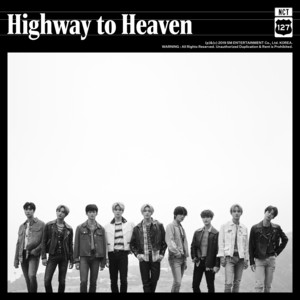 Highway to Heaven
NCT
127
(p)&(c) 2019 SM ENTERTAINMENT Co., Ltd. KOREA.
WARNING : All Rights Reserved. Unauthorized Duplication & Rent is Prohibited.